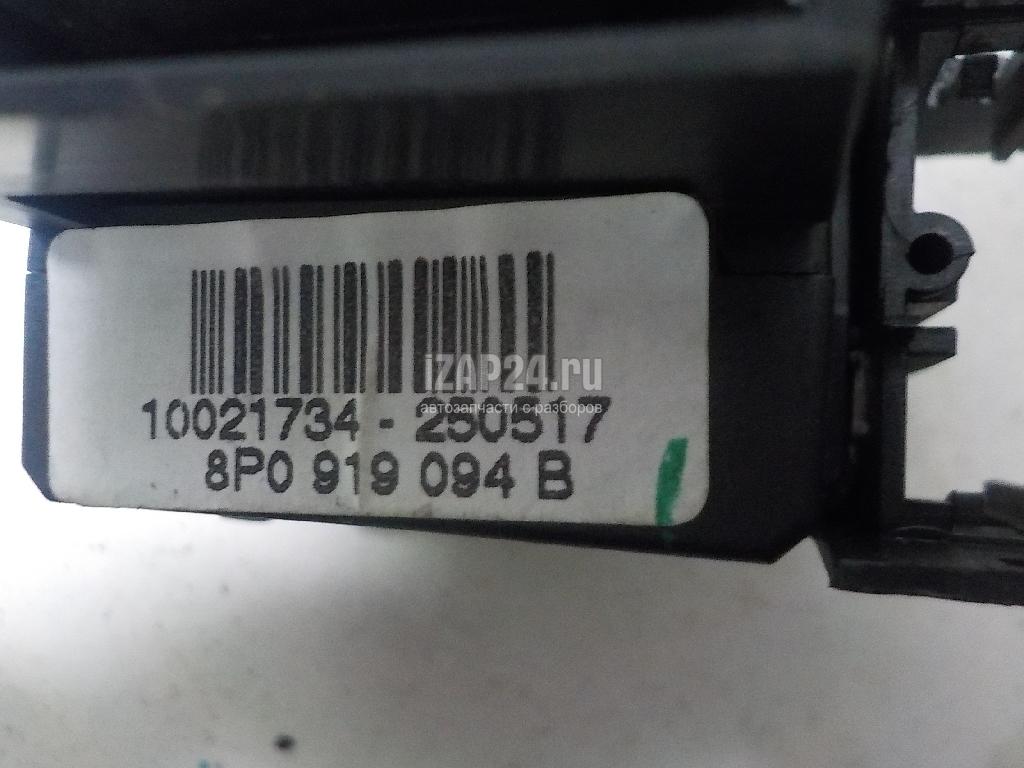 iZAP24.ru
автозапчасти с разборов
10021734 - 250517
8P0 919 094 B